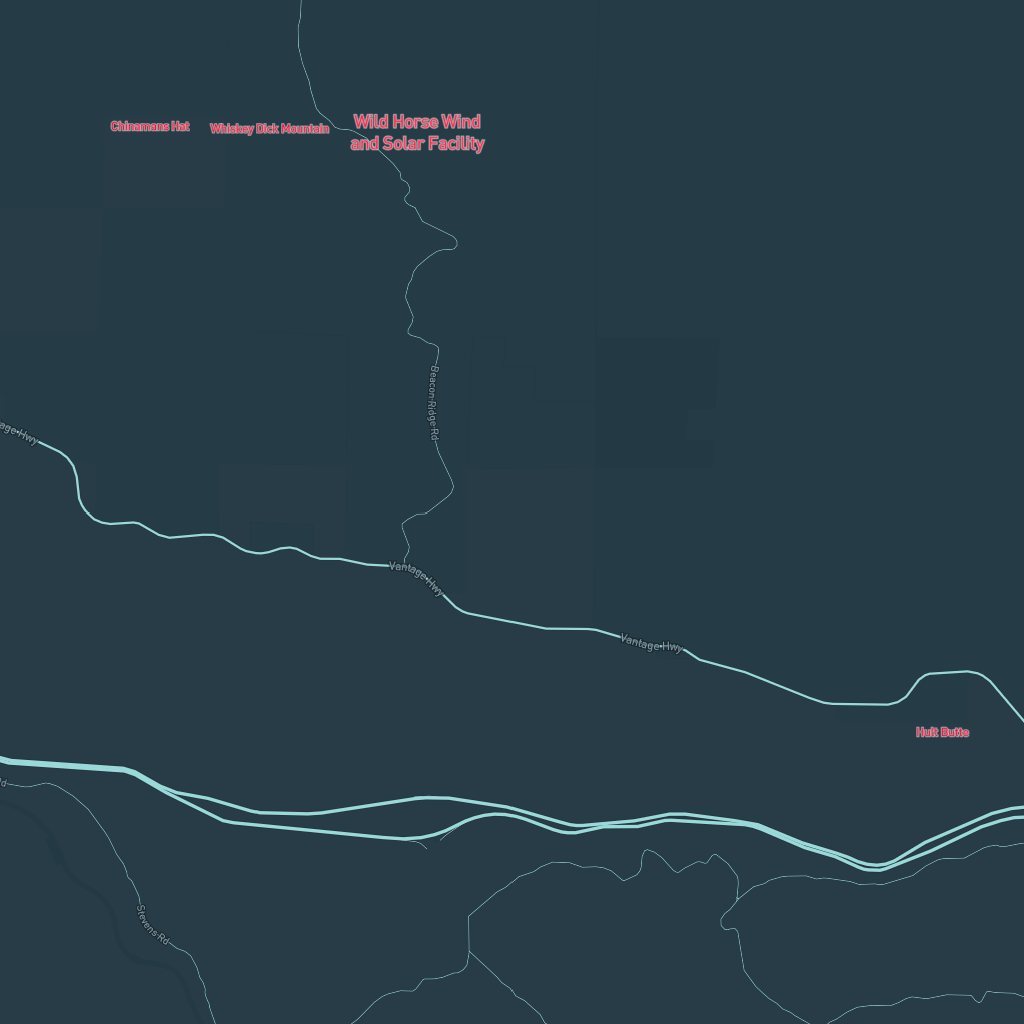 Wild Horse Wind
and Solar Facility
Chinamans Hat
Whiskey Dick Mountain
Beacon Ridge Rd
age Hwy
Vantage Hwy
Vantage Hwy
Hult Butte
Stevens Rd